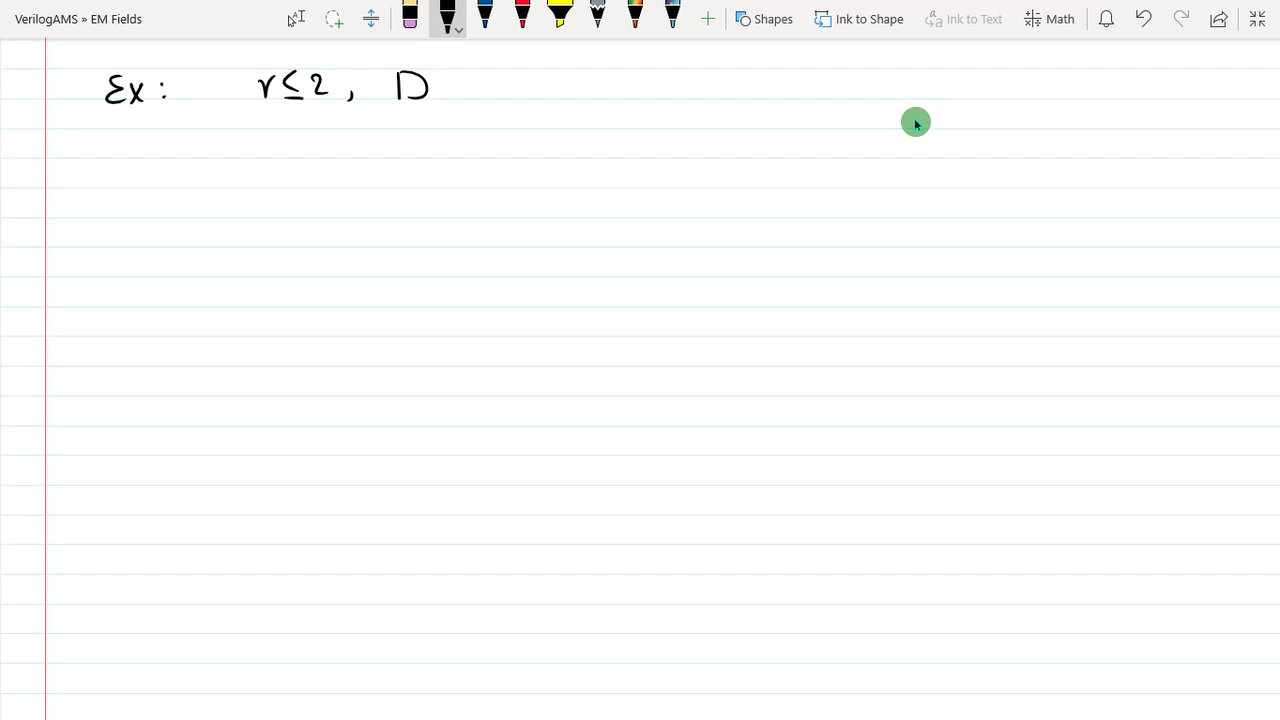 VerilogAMS » EM Fields Shapes Ink to Shape Ink to Text Math
Ex: r≤2, D